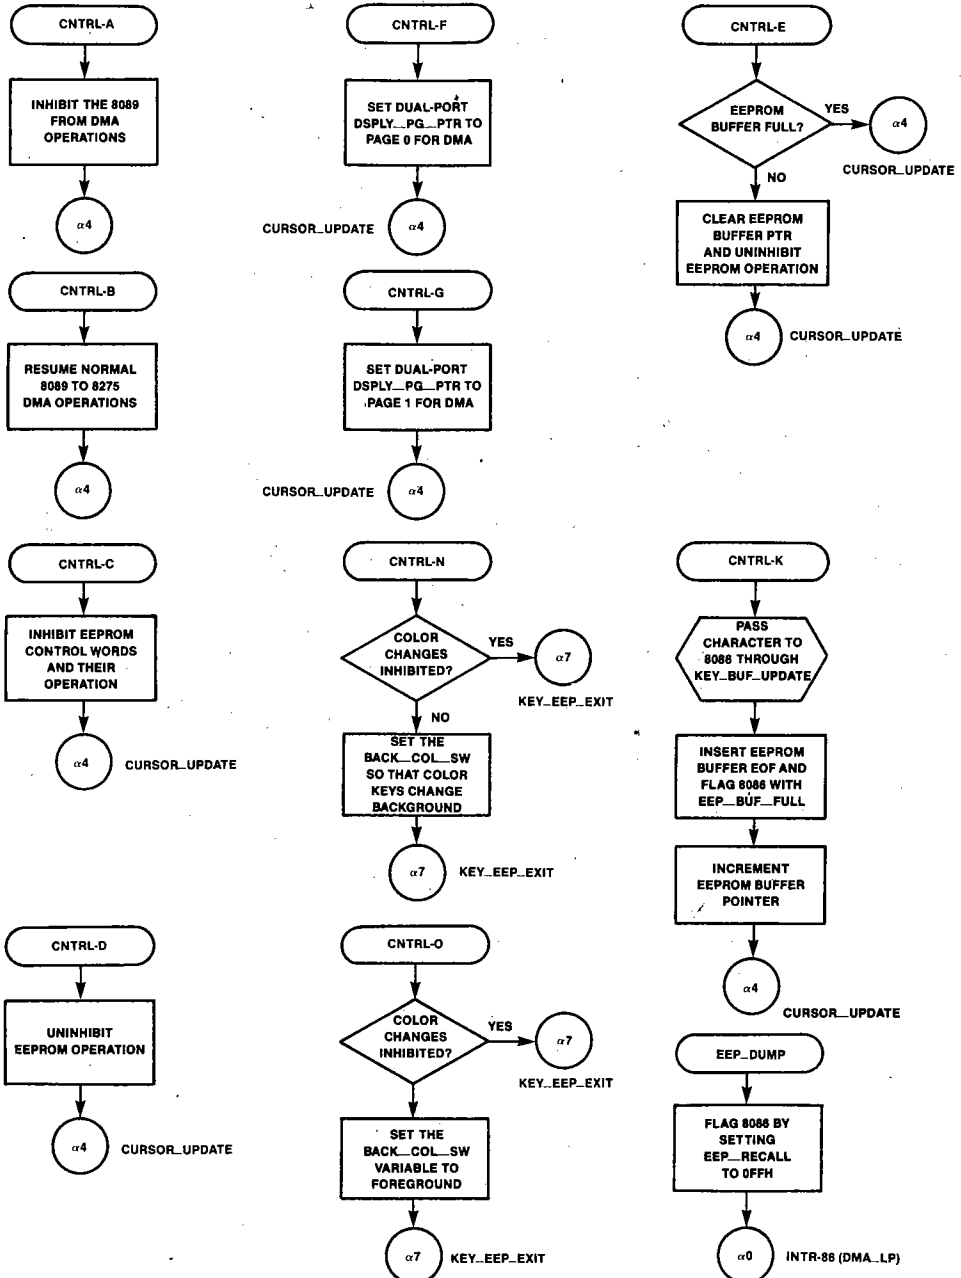 CNTRL-A
INHIBIT THE 8089
FROM DMA
OPERATIONS
α4
CNTRL-B
RESUME NORMAL
8089 TO 8275
DMA OPERATIONS
α4
CNTRL-C
INHIBIT EEPROM
CONTROL WORDS
AND THEIR
OPERATION
α4
CURSOR_UPDATE
CNTRL-D
UNINHIBIT
EEPROM OPERATION
α4
CURSOR_UPDATE
CNTRL-F
SET DUAL-PORT
DSPLY_PG_PTR TO
PAGE 0 FOR DMA
CURSOR_UPDATE
α4
CNTRL-G
SET DUAL-PORT
DSPLY_PG_PTR TO
PAGE 1 FOR DMA
CURSOR_UPDATE
α4
CNTRL-N
COLOR
CHANGES
INHIBITED?
YES
α7
KEY_EEP_EXIT
NO
SET THE
BACK_COL_SW
SO THAT COLOR
KEYS CHANGE
BACKGROUND
α7
KEY_EEP_EXIT
CNTRL-O
COLOR
CHANGES
INHIBITED?
YES
α7
KEY_EEP_EXIT
SET THE
BACK_COL_SW
VARIABLE TO
FOREGROUND
α7
KEY_EEP_EXIT
CNTRL-E
EEPROM
BUFFER FULL?
YES
α4
CURSOR_UPDATE
NO
CLEAR EEPROM
BUFFER PTR
AND UNINHIBIT
EEPROM OPERATION
α4
CURSOR_UPDATE
CNTRL-K
PASS
CHARACTER TO
8086 THROUGH
KEY_BUF_UPDATE
INSERT EEPROM
BUFFER EOF AND
FLAG 8086 WITH
EEP_BUF_FULL
INCREMENT
EEPROM BUFFER
POINTER
α4
CURSOR_UPDATE
EEP_DUMP
FLAG 8086 BY
SETTING
EEP_RECALL
TO 0FFH
α0
INTR-86 (DMA_LP)